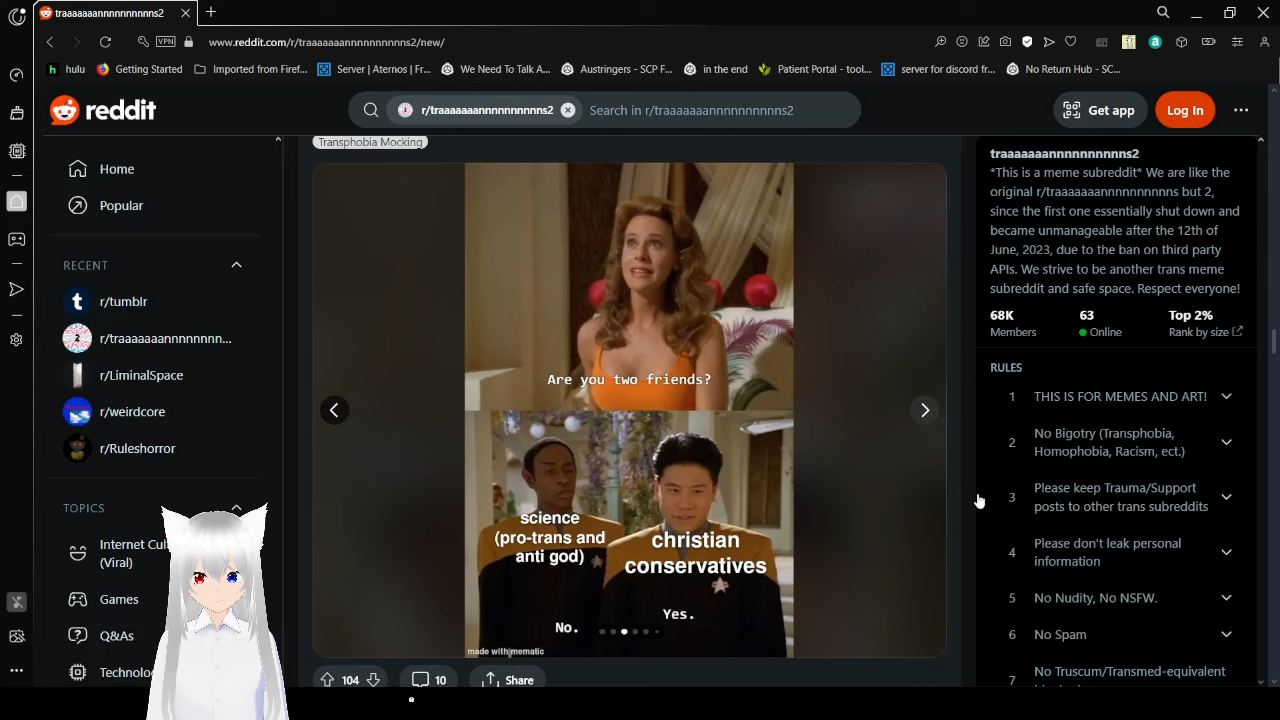 traaaaaaannnnnnnnnns2
VPN
www.reddit.com/r/traaaaaaannnnnnnnnns2/new/
hulu
Getting Started
Imported from Firef...
Server | Aternos | Fr...
We Need To Talk A...
Austringers - SCP F...
in the end
Patient Portal - tool...
server for discord fr...
No Return Hub - SC...
reddit
r/traaaaaaannnnnnnnnns2
Search in r/traaaaaaannnnnnnnnns2
Get app
Log In
Home
Popular
RECENT
r/tumblr
r/traaaaaaannnnnnnn...
r/LiminalSpace
r/weirdcore
r/Ruleshorror
TOPICS
Internet Cul
(Viral)
Games
Q&As
Technolo
Transphobia Mocking
Are you two friends?
science
(pro-trans and
anti god)
christian
conservatives
No.
Yes.
made with mematic
104
10
Share
traaaaaaannnnnnnnnns2
*This is a meme subreddit* We are like the
original r/traaaaaaannnnnnnnnns but 2,
since the first one essentially shut down and
became unmanageable after the 12th of
June, 2023, due to the ban on third party
APIs. We strive to be another trans meme
subreddit and safe space. Respect everyone!
68K
Members
63
Online
Top 2%
Rank by size
RULES
1 THIS IS FOR MEMES AND ART!
2 No Bigotry (Transphobia,
Homophobia, Racism, ect.)
3 Please keep Trauma/Support
posts to other trans subreddits
4 Please don't leak personal
information
5 No Nudity, No NSFW.
6 No Spam
7 No Truscum/Transmed-equivalent